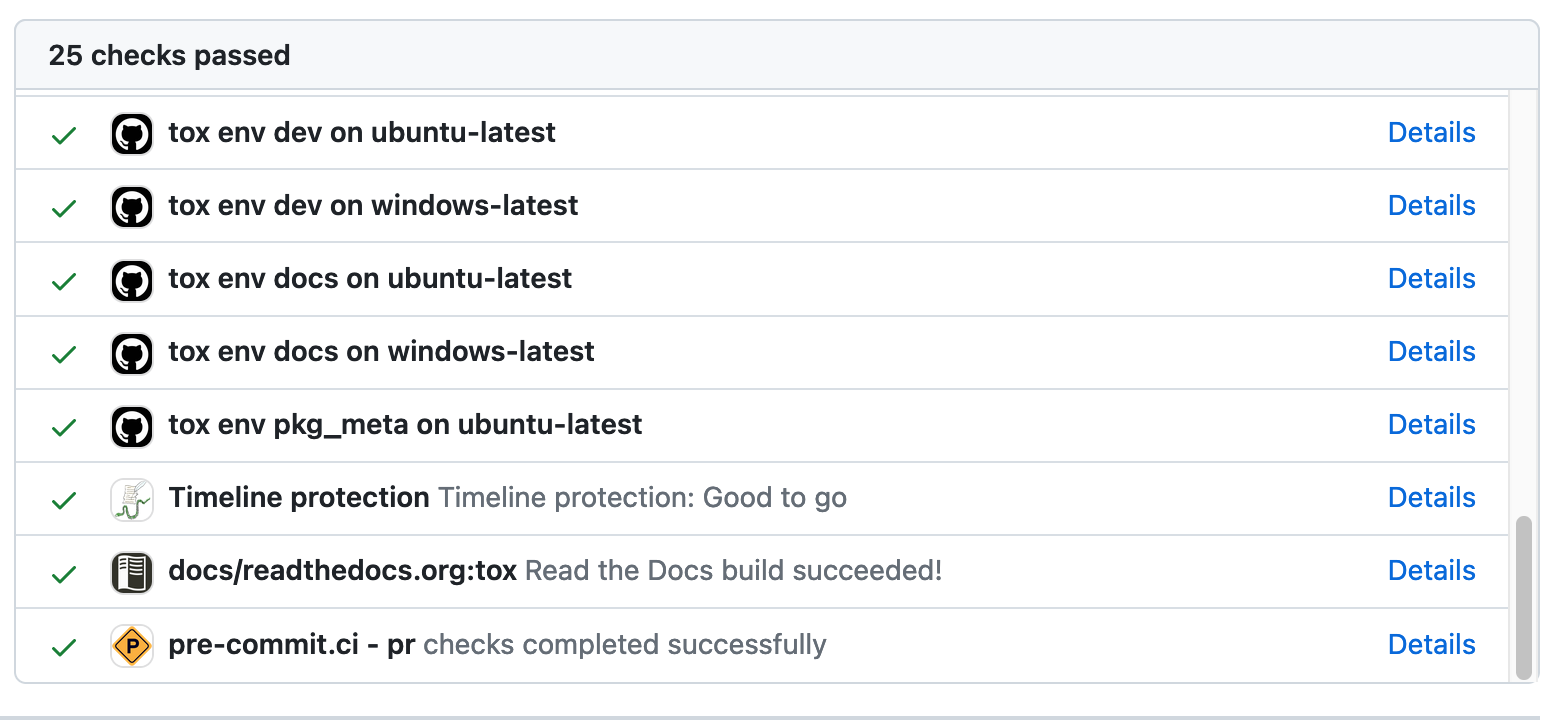 25 checks passed
tox env dev on ubuntu-latest Details
tox env dev on windows-latest Details
tox env docs on ubuntu-latest Details
tox env docs on windows-latest Details
tox env pkg_meta on ubuntu-latest Details
Timeline protection Timeline protection: Good to go Details
docs/readthedocs.org:tox Read the Docs build succeeded! Details
P pre-commit.ci - pr checks completed successfully Details